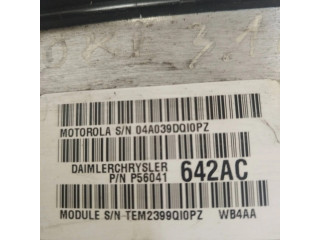 MOTOROLA S/N 04A039DQI0PZ
DAIMLERCHRYSLER
P/N P56041 642AC
MODULE S/N TEM2399QI0PZ WB4AA